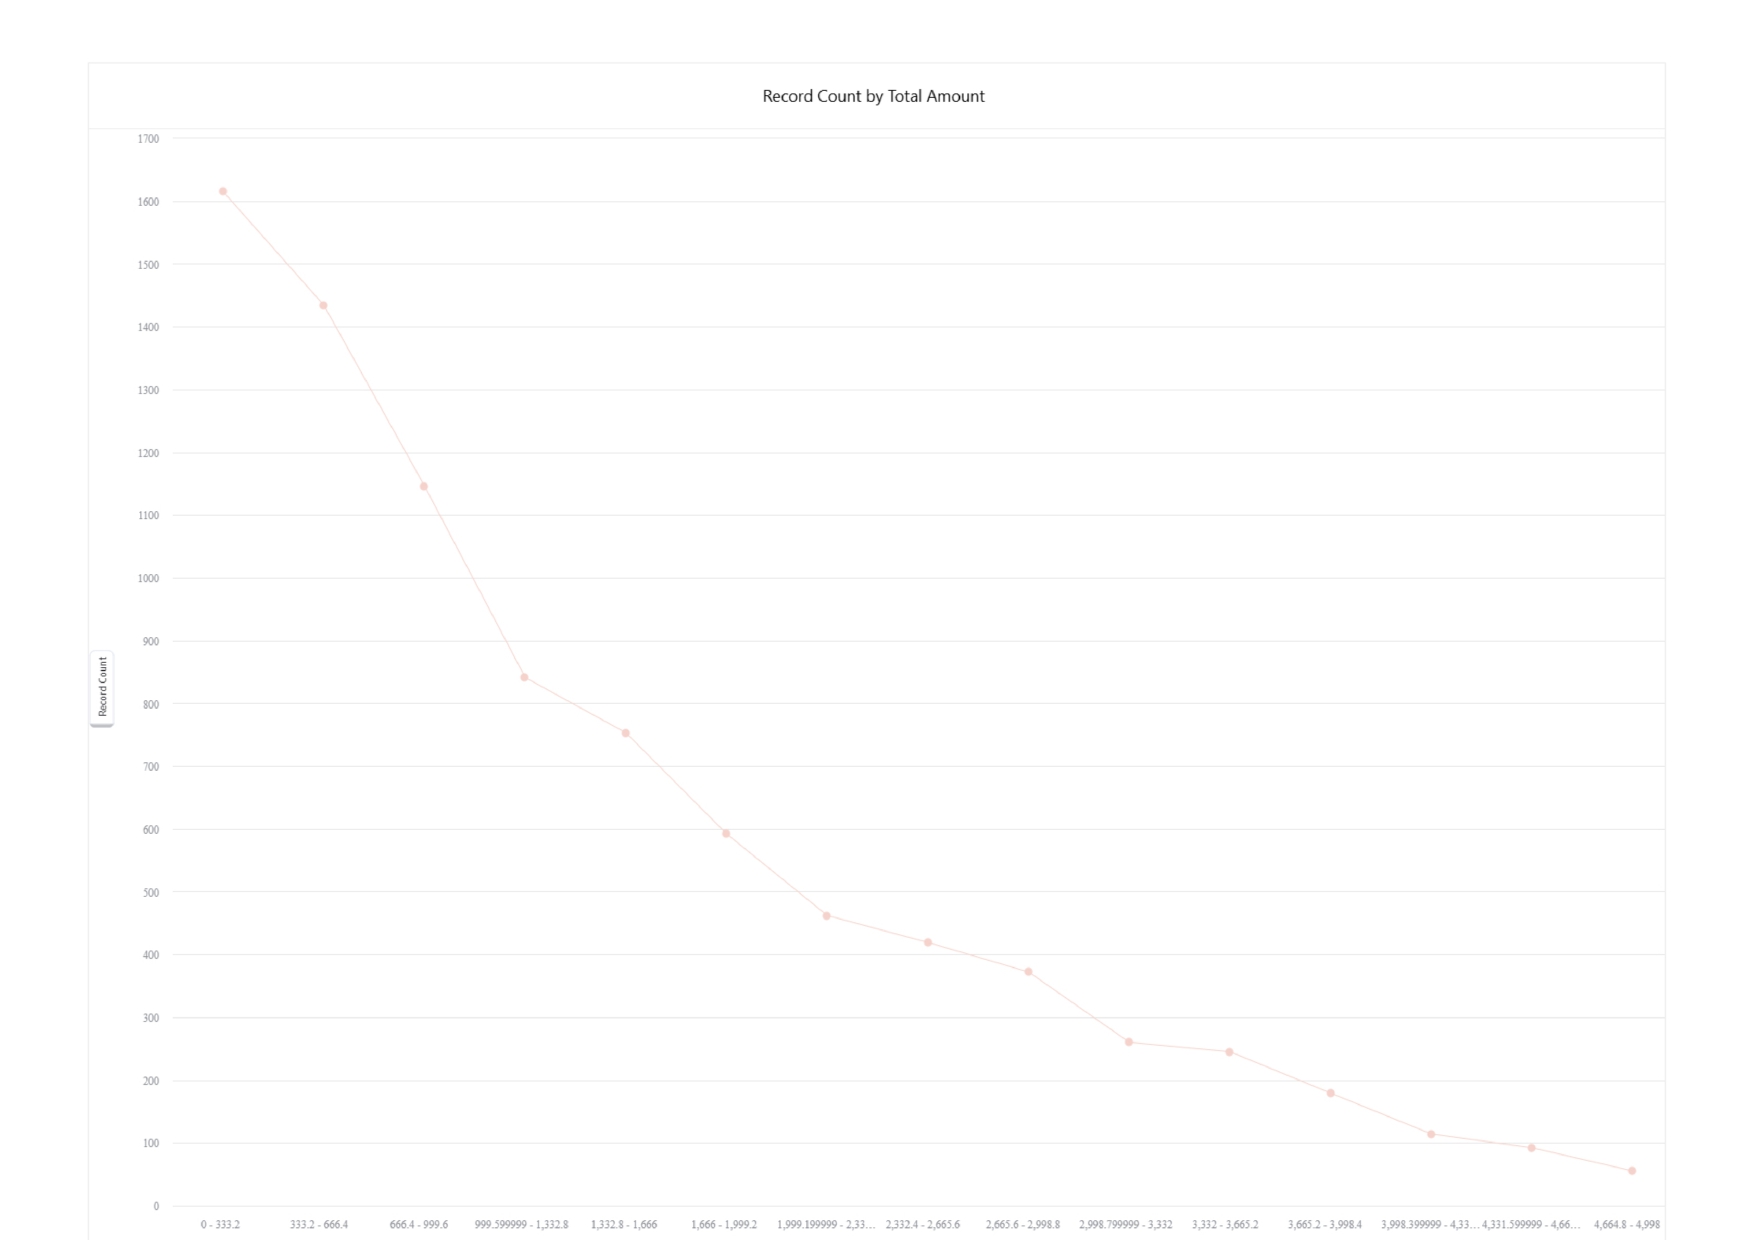 Record Count by Total Amount
1700
1600
1500
1400
1300
1200
1100
1000
900
800
700
600
500
400
300
200
100
0
Record Count
0 - 333.2
333.2 - 666.4
666.4 - 999.6
999.599999 - 1,332.8
1,332.8 - 1,666
1,666 - 1,999.2
1,999.199999 - 2,33...
2,332.4 - 2,665.6
2,665.6 - 2,998.8
2,998.799999 - 3,332
3,332 - 3,665.2
3,665.2 - 3,998.4
3,998.399999 - 4,33...
4,331.599999 - 4,66...
4,664.8 - 4,998